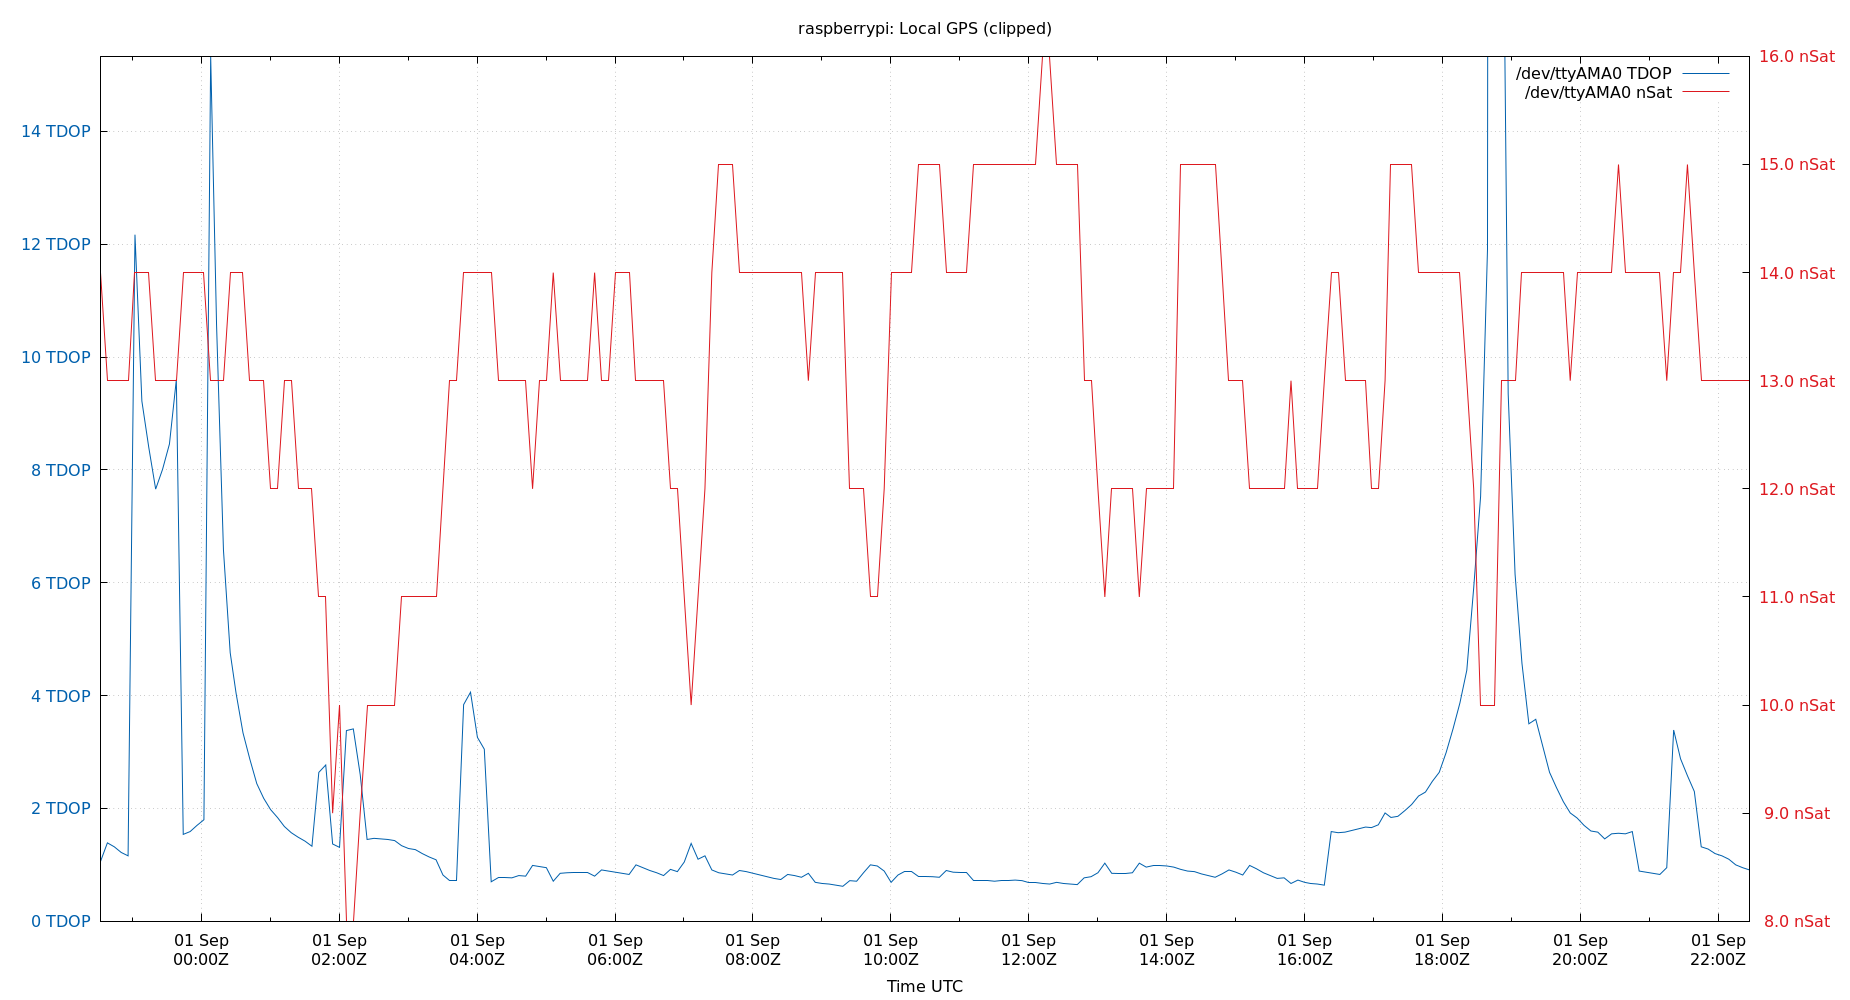 raspberrypi: Local GPS (clipped)
/dev/ttyAMA0 TDOP
/dev/ttyAMA0 nSat
14 TDOP
12 TDOP
10 TDOP
8 TDOP
6 TDOP
4 TDOP
2 TDOP
0 TDOP
16.0 nSat
15.0 nSat
14.0 nSat
13.0 nSat
12.0 nSat
11.0 nSat
10.0 nSat
9.0 nSat
8.0 nSat
01 Sep
00:00Z
01 Sep
02:00Z
01 Sep
04:00Z
01 Sep
06:00Z
01 Sep
08:00Z
01 Sep
10:00Z
01 Sep
12:00Z
01 Sep
14:00Z
01 Sep
16:00Z
01 Sep
18:00Z
01 Sep
20:00Z
01 Sep
22:00Z
Time UTC